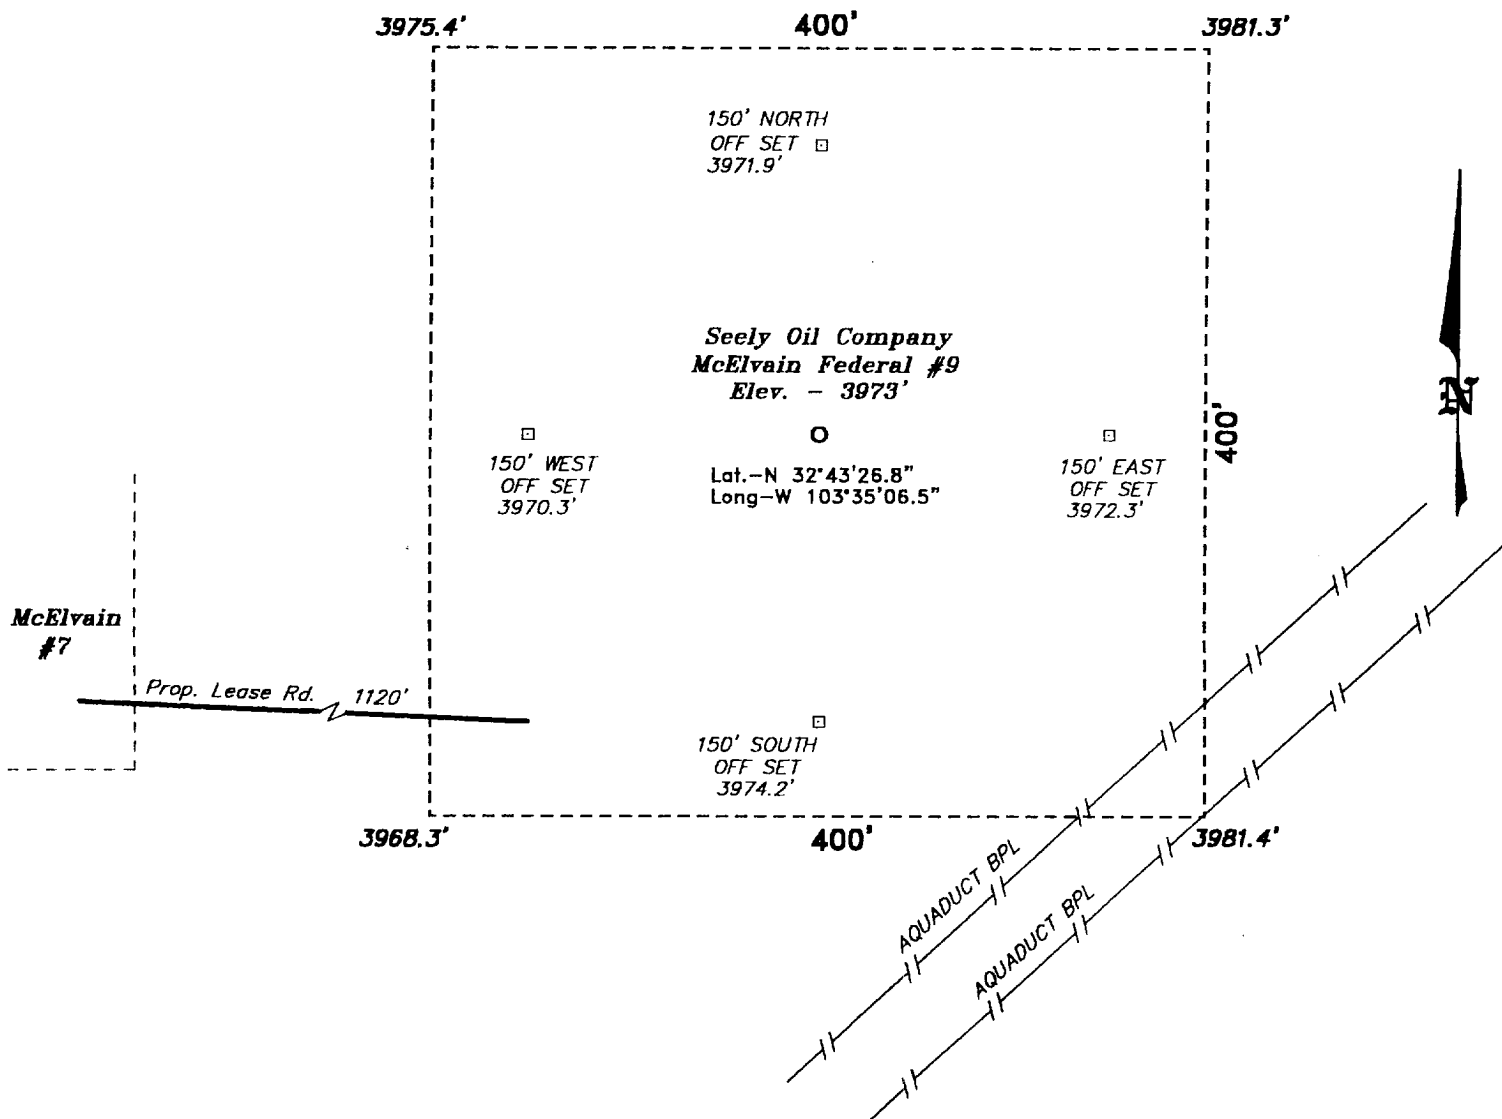 3975.4'
400'
3981.3'
150' NORTH
OFF SET
3971.9'
Seely Oil Company
McElvain Federal #9
Elev. - 3973'
150' WEST
OFF SET
3970.3'
Lat.-N 32°43'26.8"
Long-W 103°35'06.5"
150' EAST
OFF SET
3972.3'
400'
N
McElvain
#7
Prop. Lease Rd. 1120'
150' SOUTH
OFF SET
3974.2'
3968.3'
400'
3981.4'
AQUADUCT BPL
AQUADUCT BPL